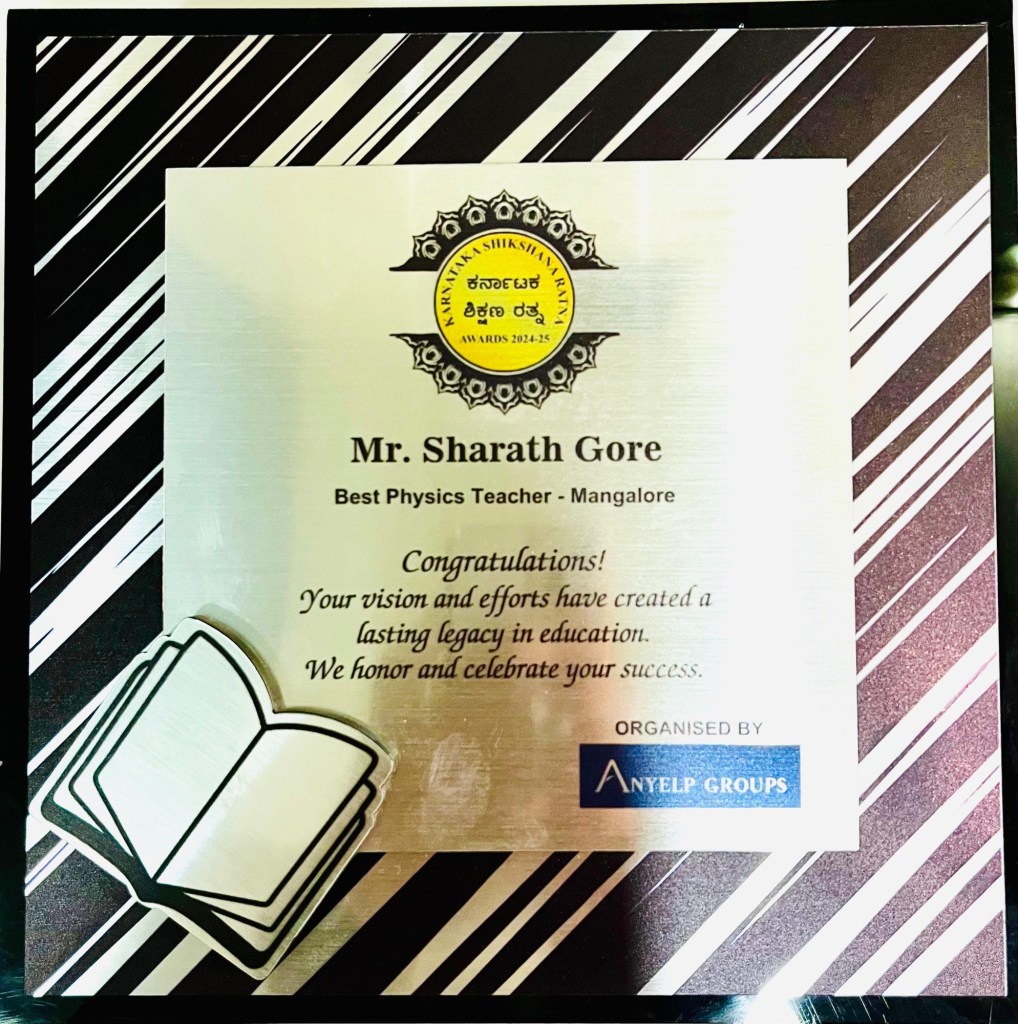 KARNATAKA SHIKSHANA RATNA
ಕರ್ನಾಟಕ
ಶಿಕ್ಷಣ ರತ್ನ
AWARDS 2024-25
Mr. Sharath Gore
Best Physics Teacher - Mangalore
Congratulations!
Your vision and efforts have created a
lasting legacy in education.
We honor and celebrate your success.
ORGANISED BY
ANYELP GROUPS